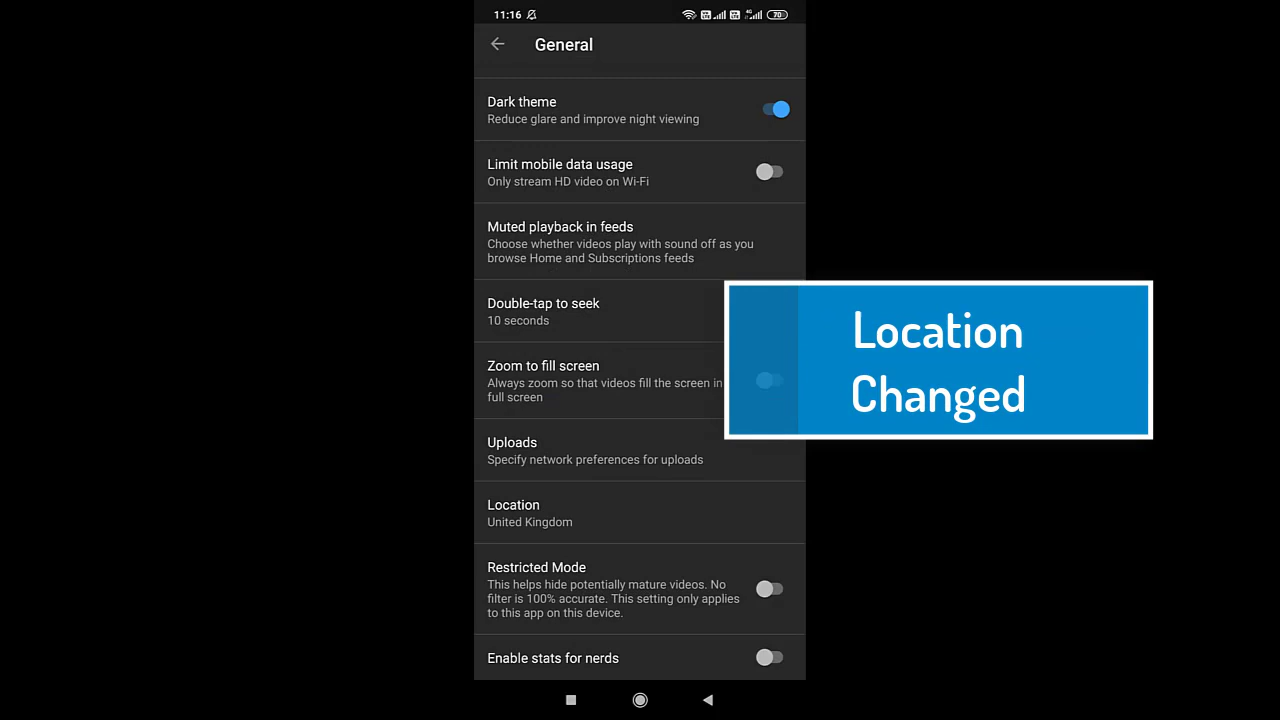 11:16
4G
70
General
Dark theme
Reduce glare and improve night viewing
Limit mobile data usage
Only stream HD video on Wi-Fi
Muted playback in feeds
Choose whether videos play with sound off as you
browse Home and Subscriptions feeds
Double-tap to seek
10 seconds
Zoom to fill screen
Always zoom so that videos fill the screen in
full screen
Location
Changed
Uploads
Specify network preferences for uploads
Location
United Kingdom
Restricted Mode
This helps hide potentially mature videos. No
filter is 100% accurate. This setting only applies
to this app on this device.
Enable stats for nerds